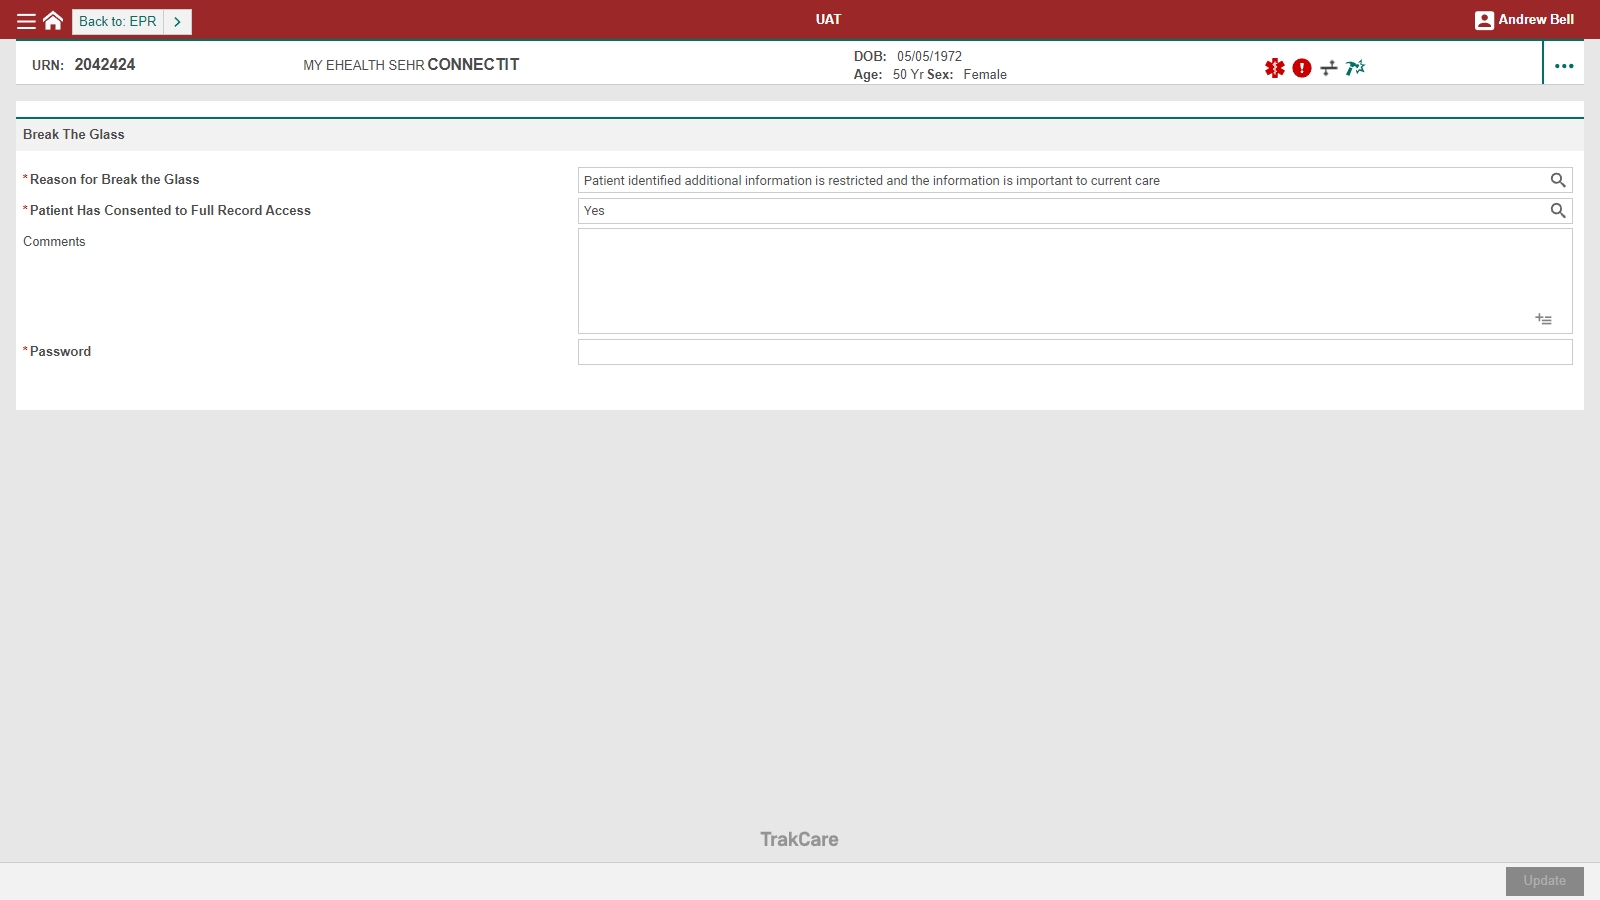 Back to: EPR
UAT
Andrew Bell
URN: 2042424
MY EHEALTH SEHR CONNECTIT
DOB: 05/05/1972
Age: 50 Yr Sex: Female
Break The Glass
*Reason for Break the Glass
Patient identified additional information is restricted and the information is important to current care
*Patient Has Consented to Full Record Access
Yes
Comments
*Password
TrakCare
Update